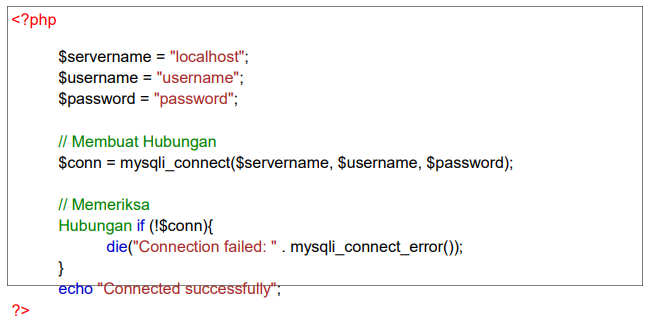 <?php
$servername = "localhost";
$username = "username";
$password = "password";
// Membuat Hubungan
$conn = mysqli_connect($servername, $username, $password);
// Memeriksa
Hubungan if (!$conn){
die("Connection failed: " . mysqli_connect_error());
}
echo "Connected successfully";
?>